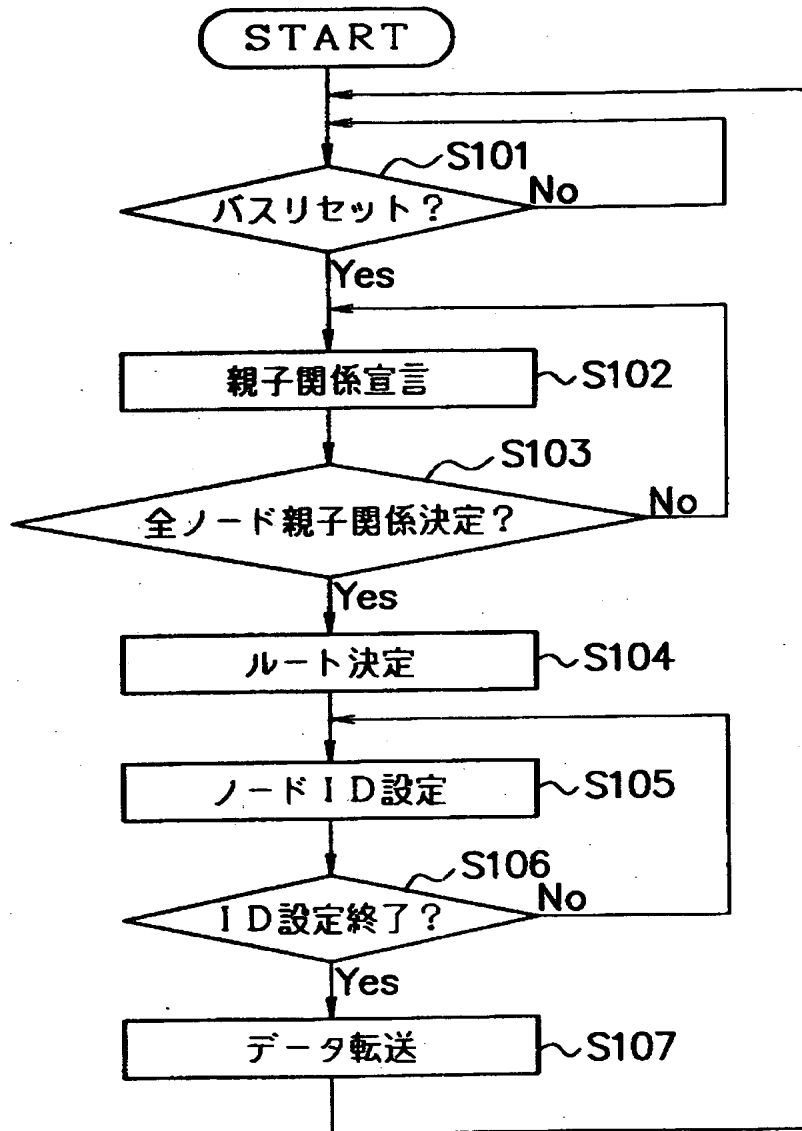 START
S101
バスリセット？
No
Yes
親子関係宣言
S102
S103
全ノード親子関係決定？
No
Yes
ルート決定
S104
ノードＩＤ設定
S105
S106
ＩＤ設定終了？
No
Yes
データ転送
S107